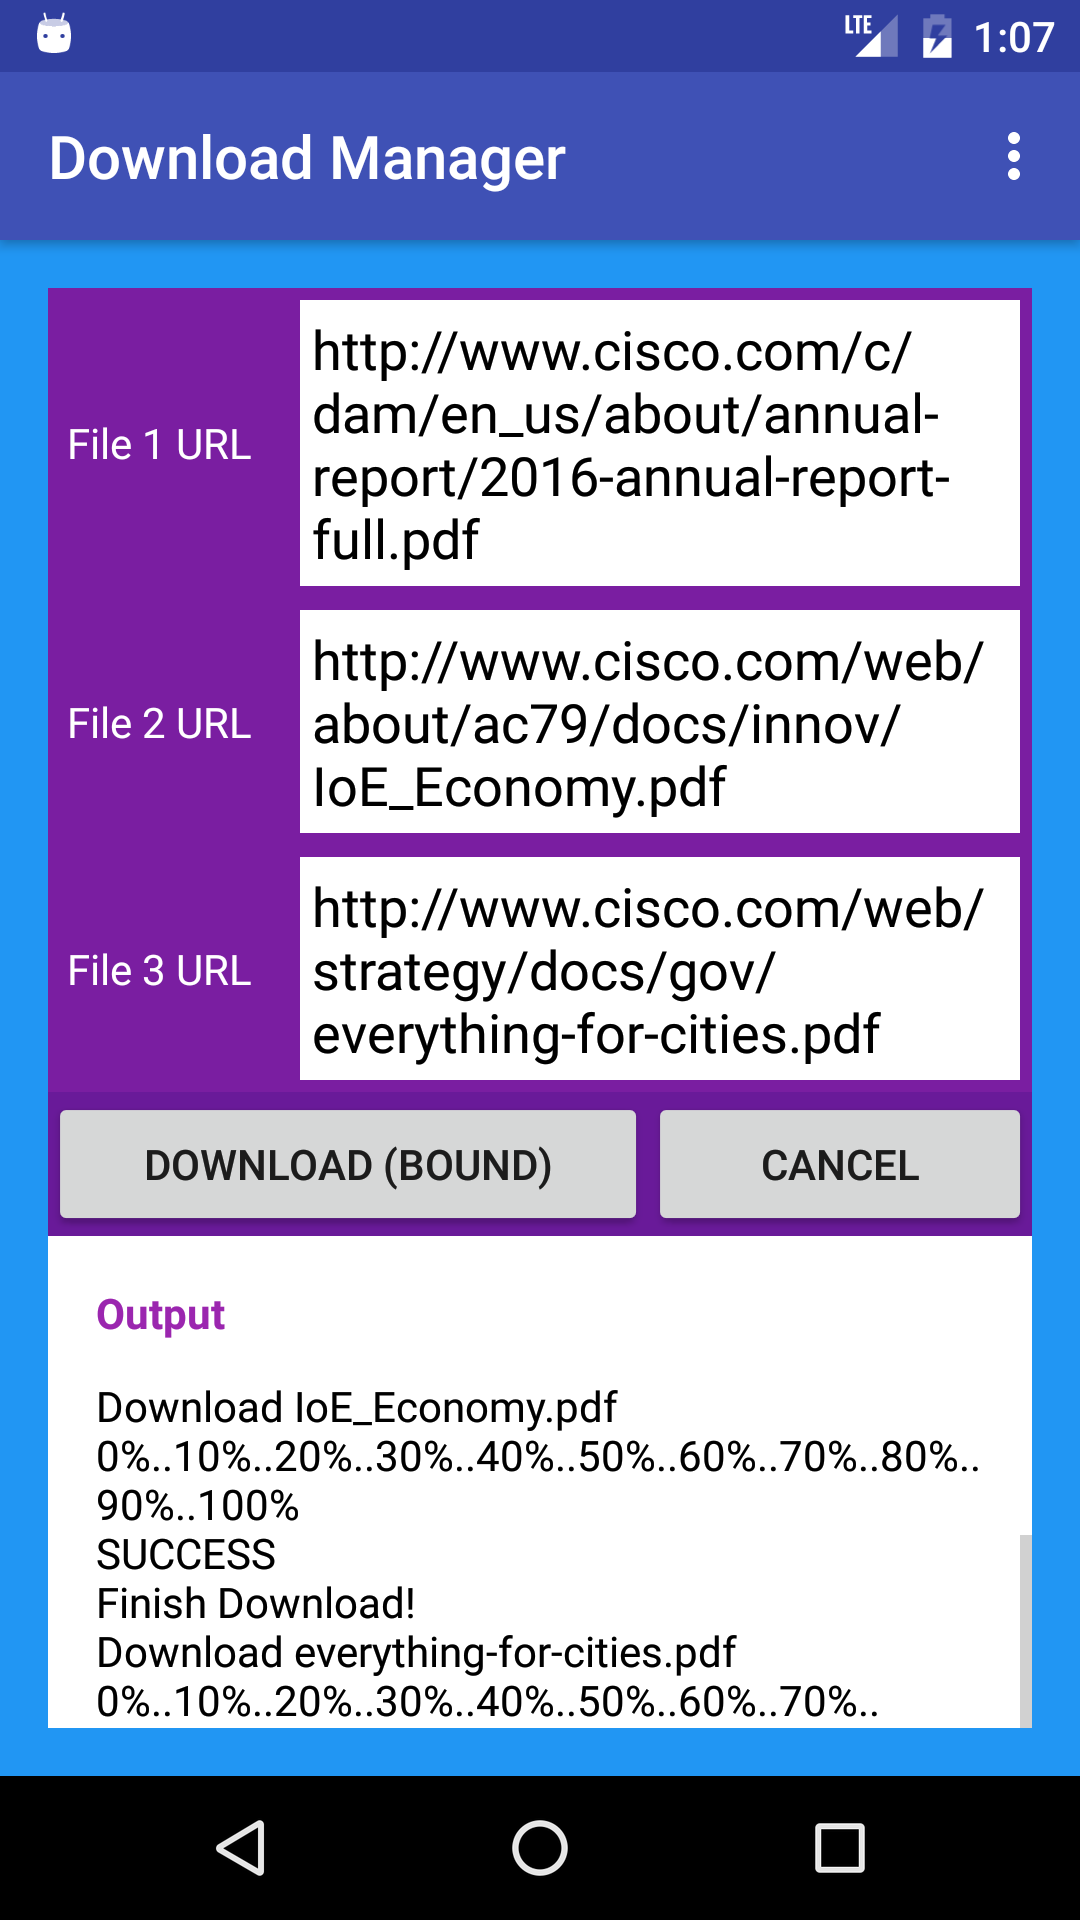 LTE 1:07
Download Manager
File 1 URL
http://www.cisco.com/c/
dam/en_us/about/annual-
report/2016-annual-report-
full.pdf
File 2 URL
http://www.cisco.com/web/
about/ac79/docs/innov/
IoE_Economy.pdf
File 3 URL
http://www.cisco.com/web/
strategy/docs/gov/
everything-for-cities.pdf
DOWNLOAD (BOUND) CANCEL
Output
Download IoE_Economy.pdf
0%..10%..20%..30%..40%..50%..60%..70%..80%..
90%..100%
SUCCESS
Finish Download!
Download everything-for-cities.pdf
0%..10%..20%..30%..40%..50%..60%..70%..